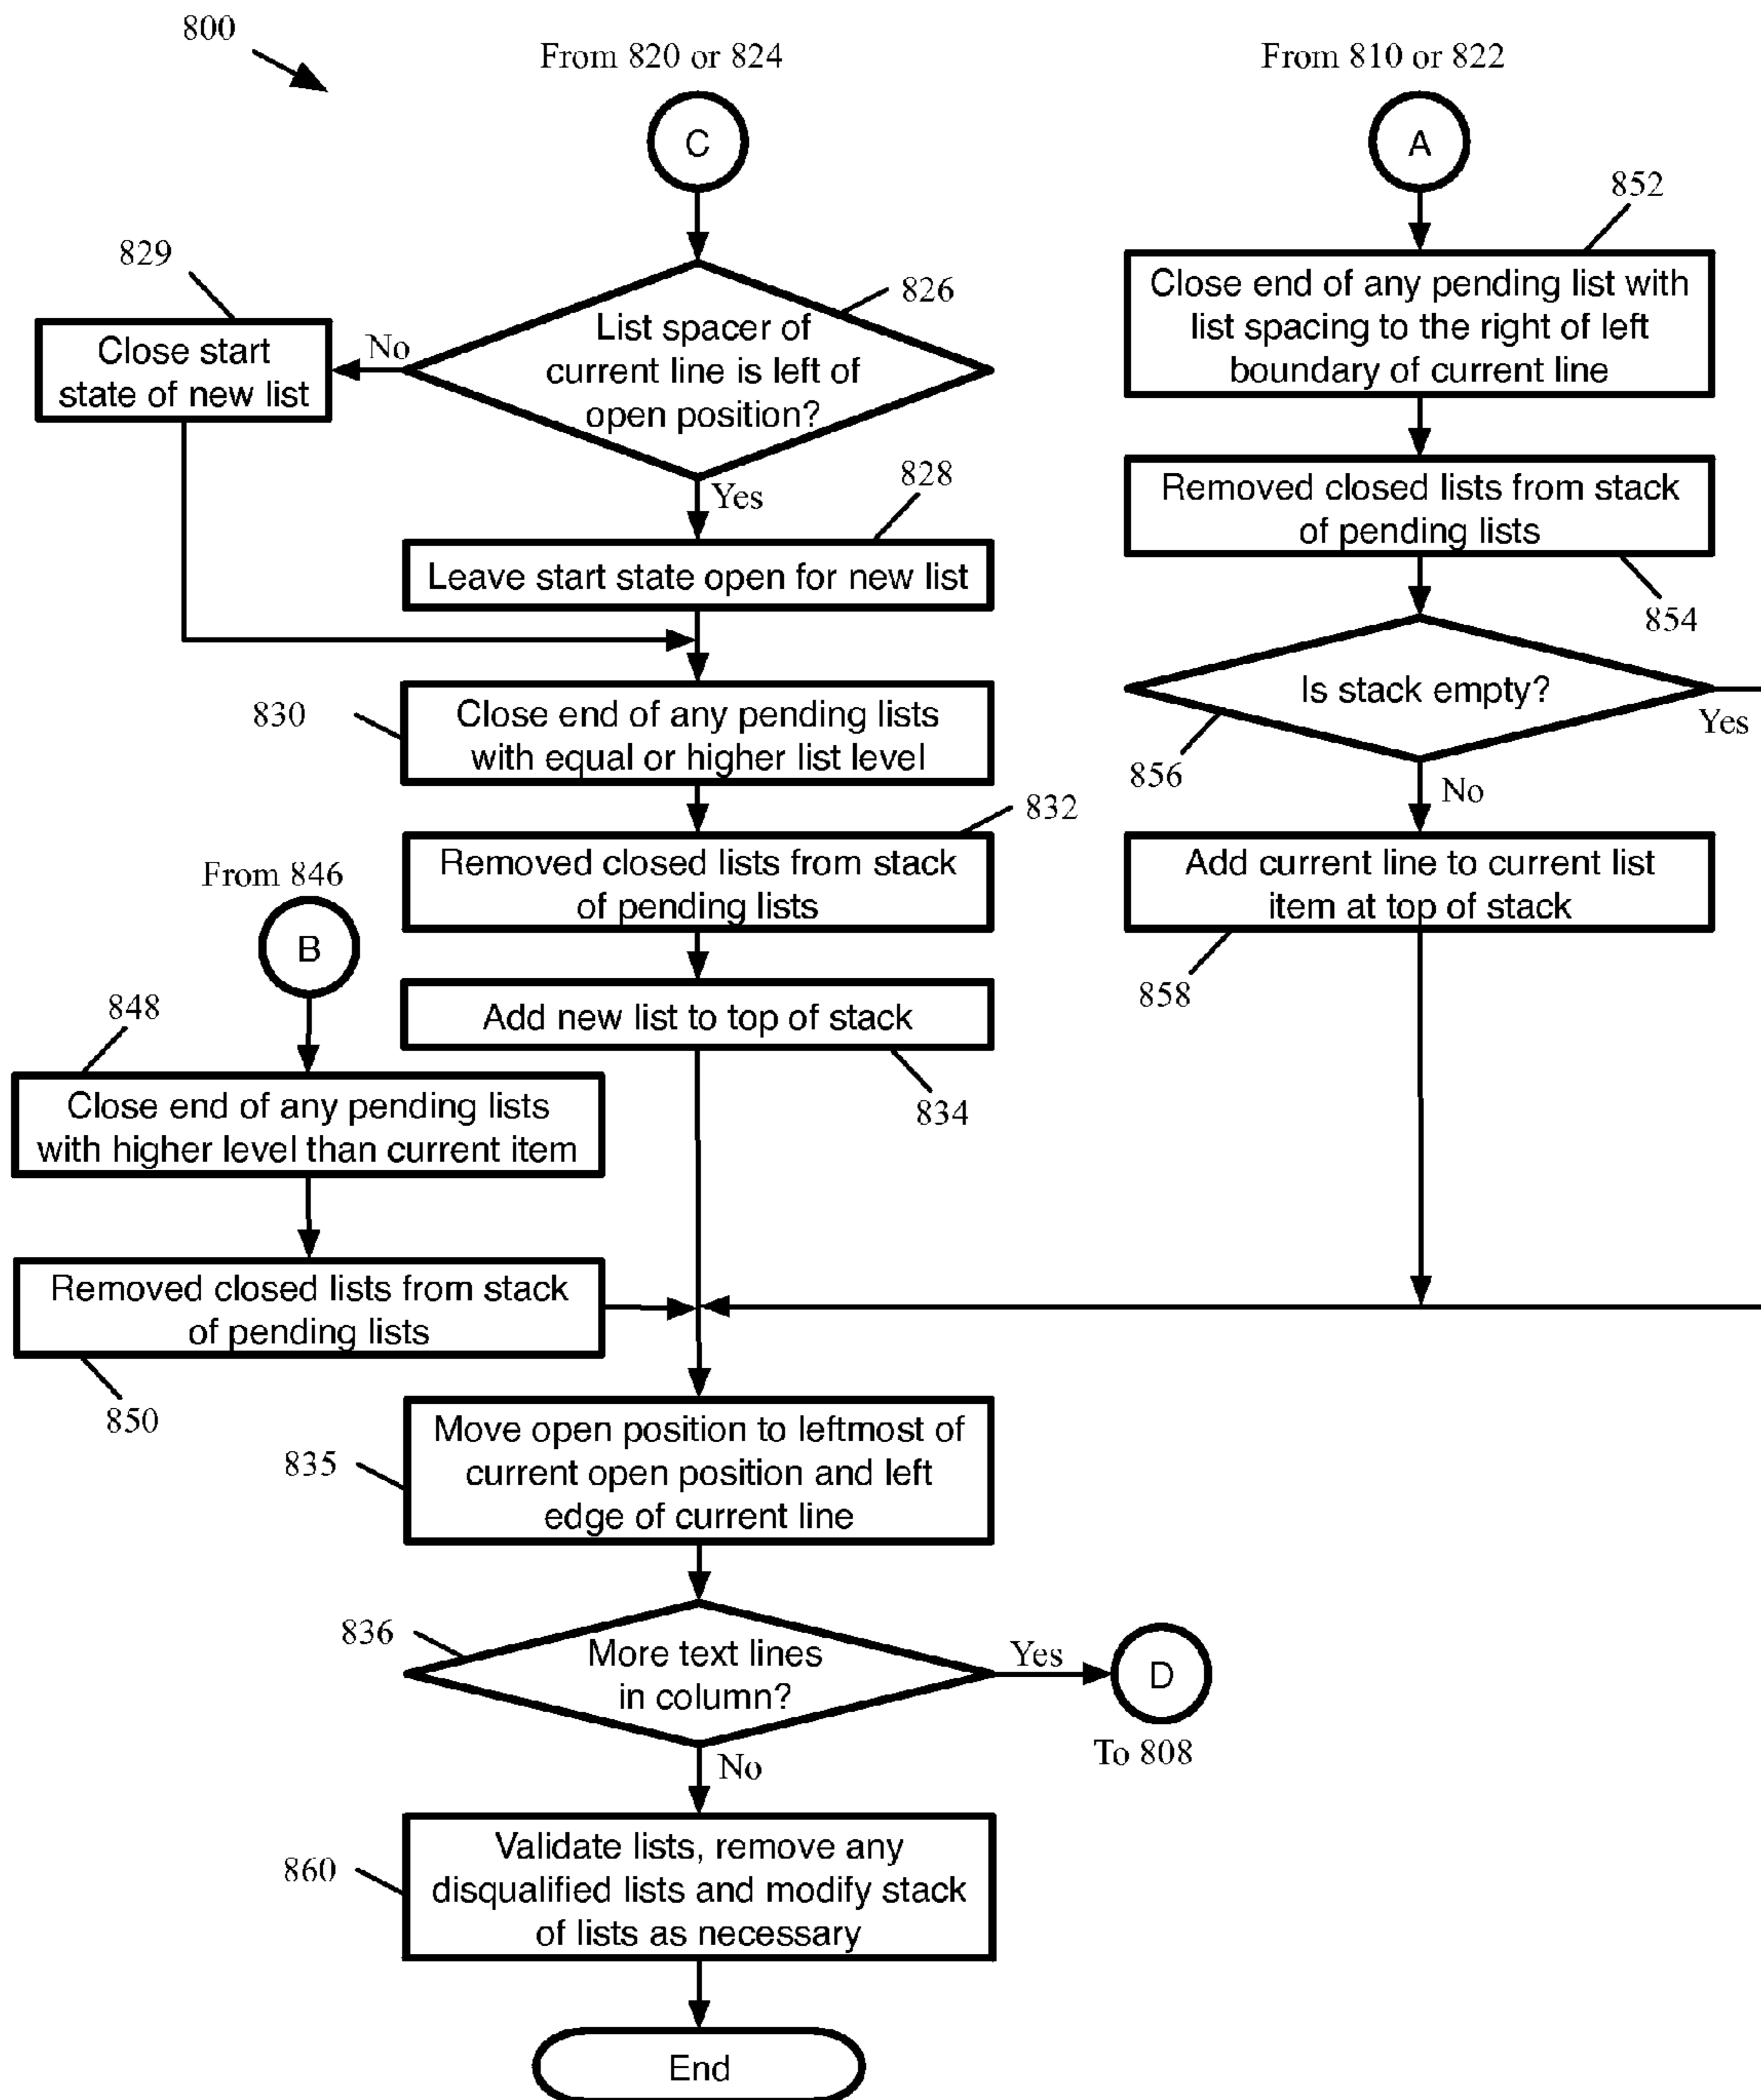 800
From 820 or 824
C
826
List spacer of
current line is left of
open position?
No
829
Close start
state of new list
Yes
828
Leave start state open for new list
830
Close end of any pending lists
with equal or higher list level
832
Removed closed lists from stack
of pending lists
Add new list to top of stack
834
From 846
B
848
Close end of any pending lists
with higher level than current item
Removed closed lists from stack
of pending lists
850
From 810 or 822
A
852
Close end of any pending list with
list spacing to the right of left
boundary of current line
Removed closed lists from stack
of pending lists
854
Is stack empty?
Yes
856
No
Add current line to current list
item at top of stack
858
835
Move open position to leftmost of
current open position and left
edge of current line
836
More text lines
in column?
Yes
D
To 808
No
860
Validate lists, remove any
disqualified lists and modify stack
of lists as necessary
End